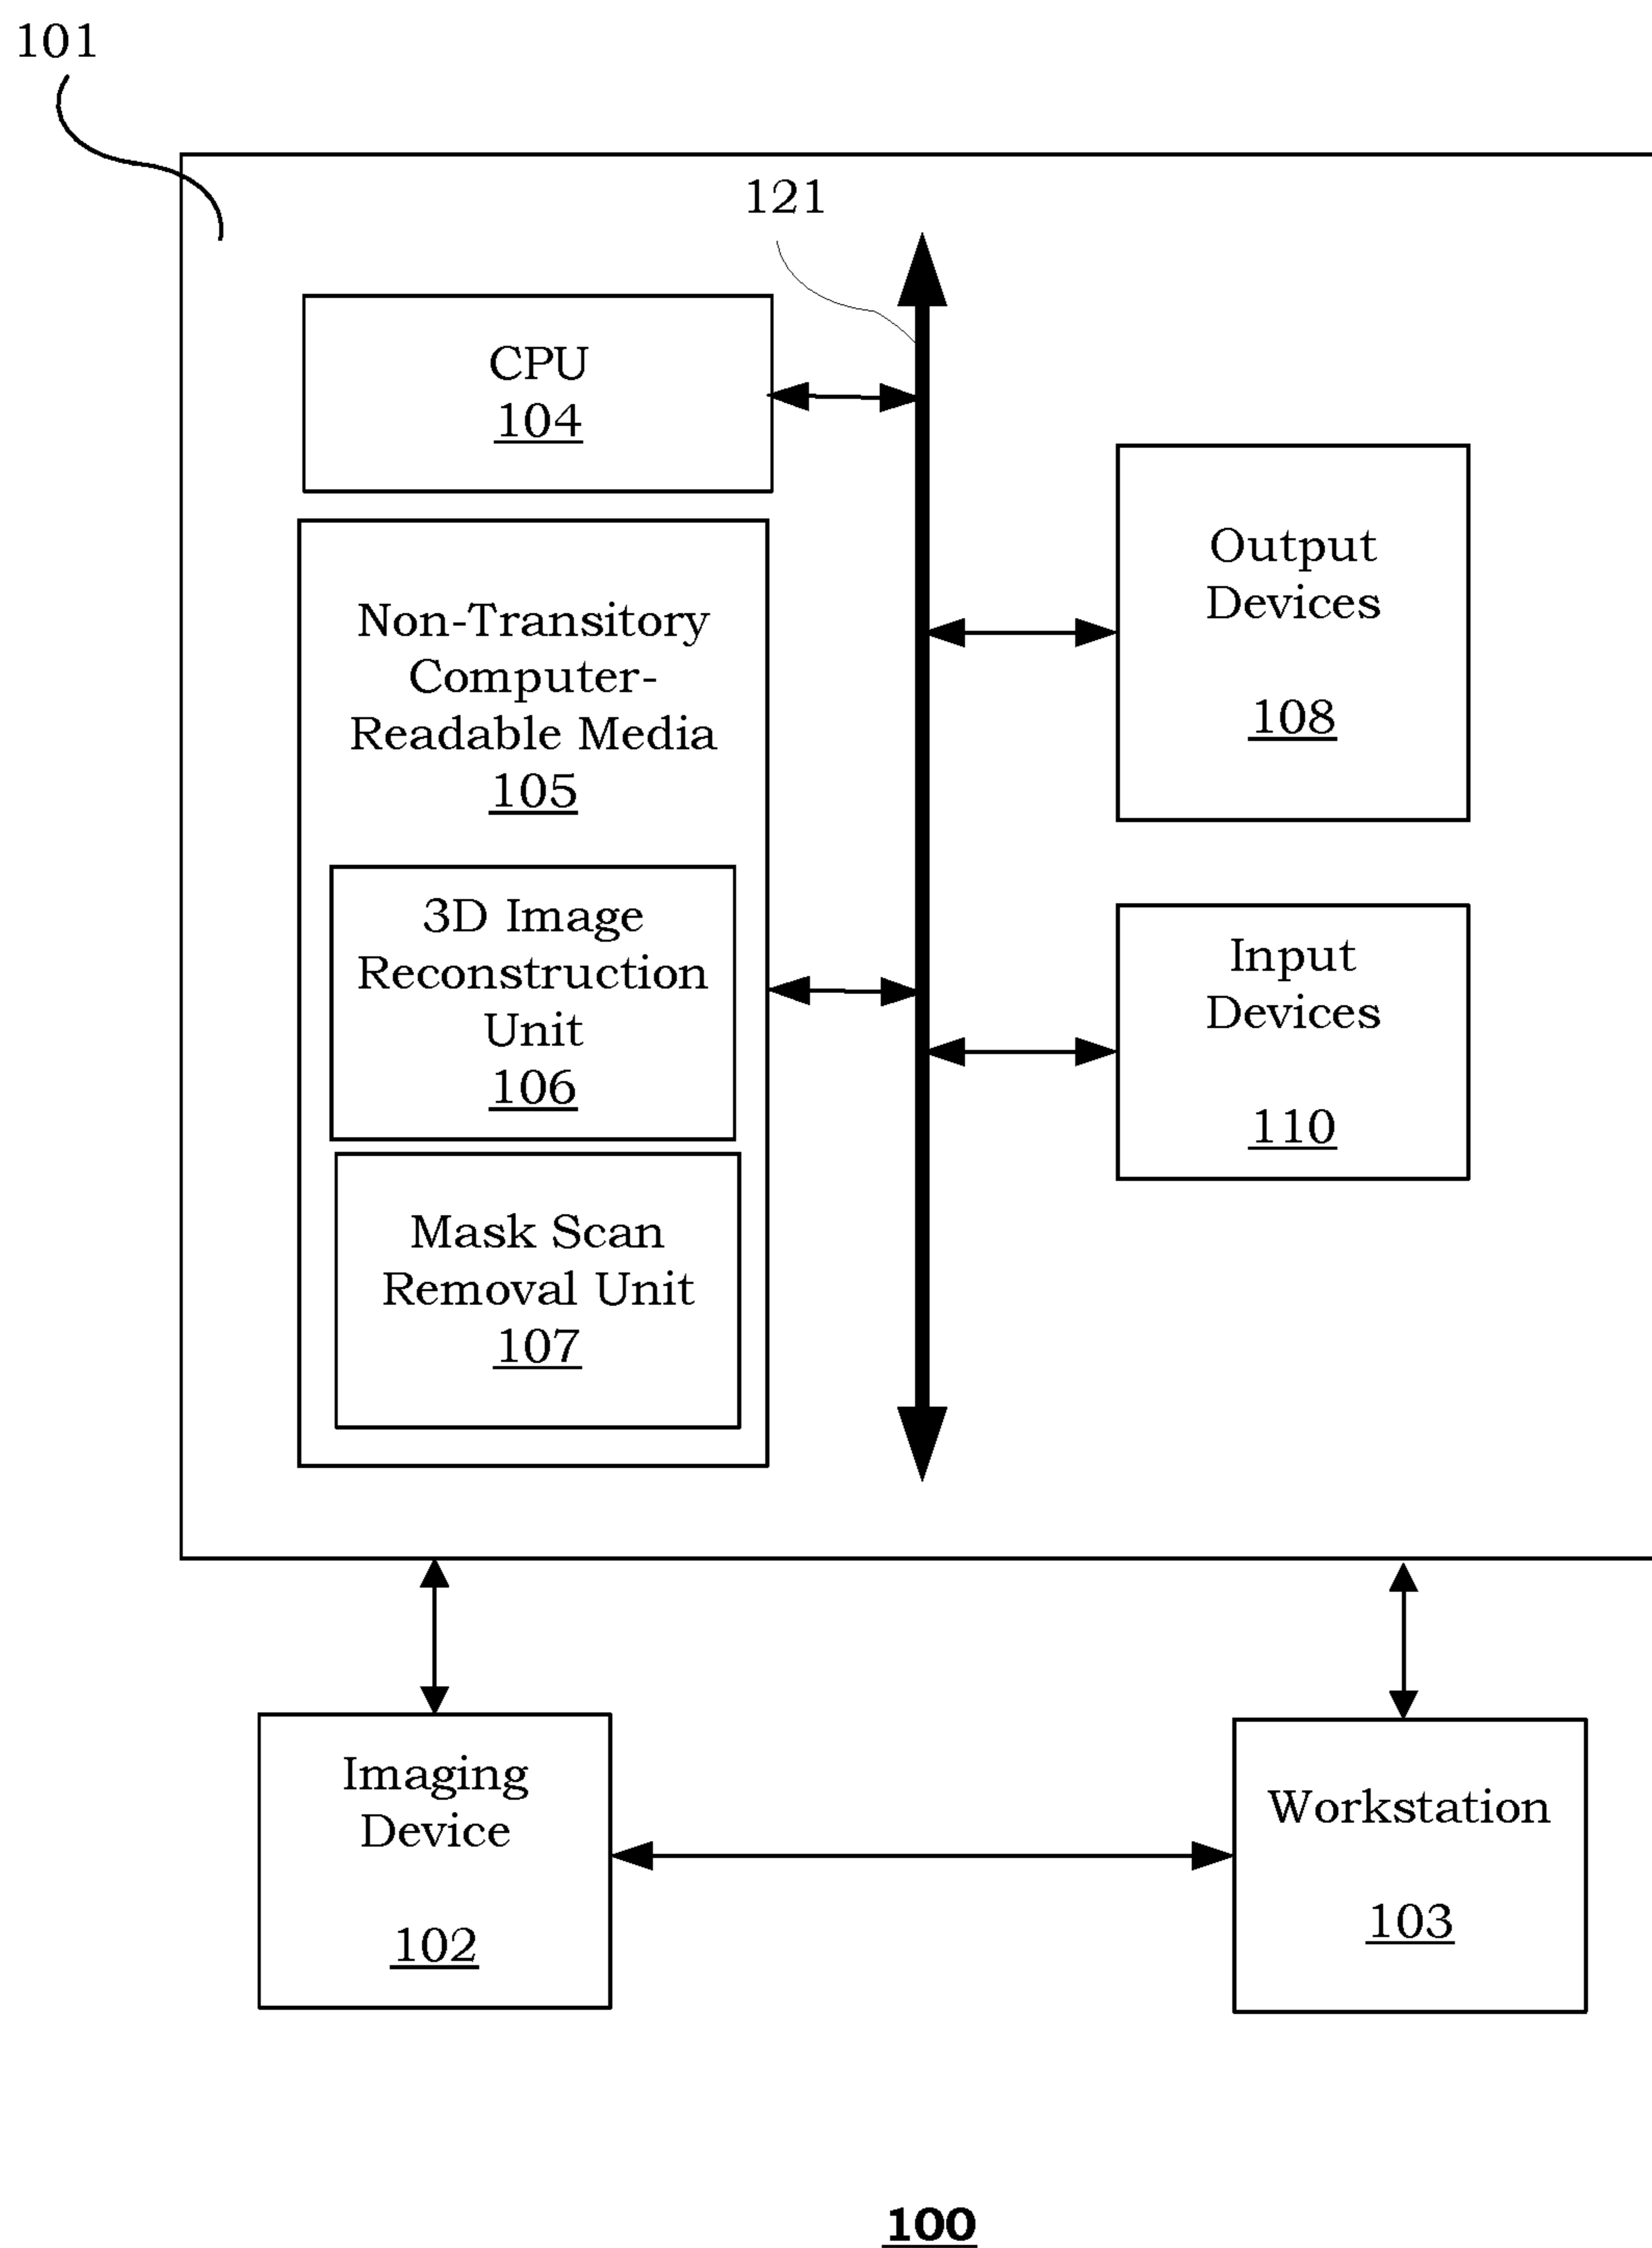 101
121
CPU
104
Non-Transitory
Computer-
Readable Media
105
3D Image
Reconstruction
Unit
106
Mask Scan
Removal Unit
107
Output
Devices
108
Input
Devices
110
Imaging
Device
102
Workstation
103
100